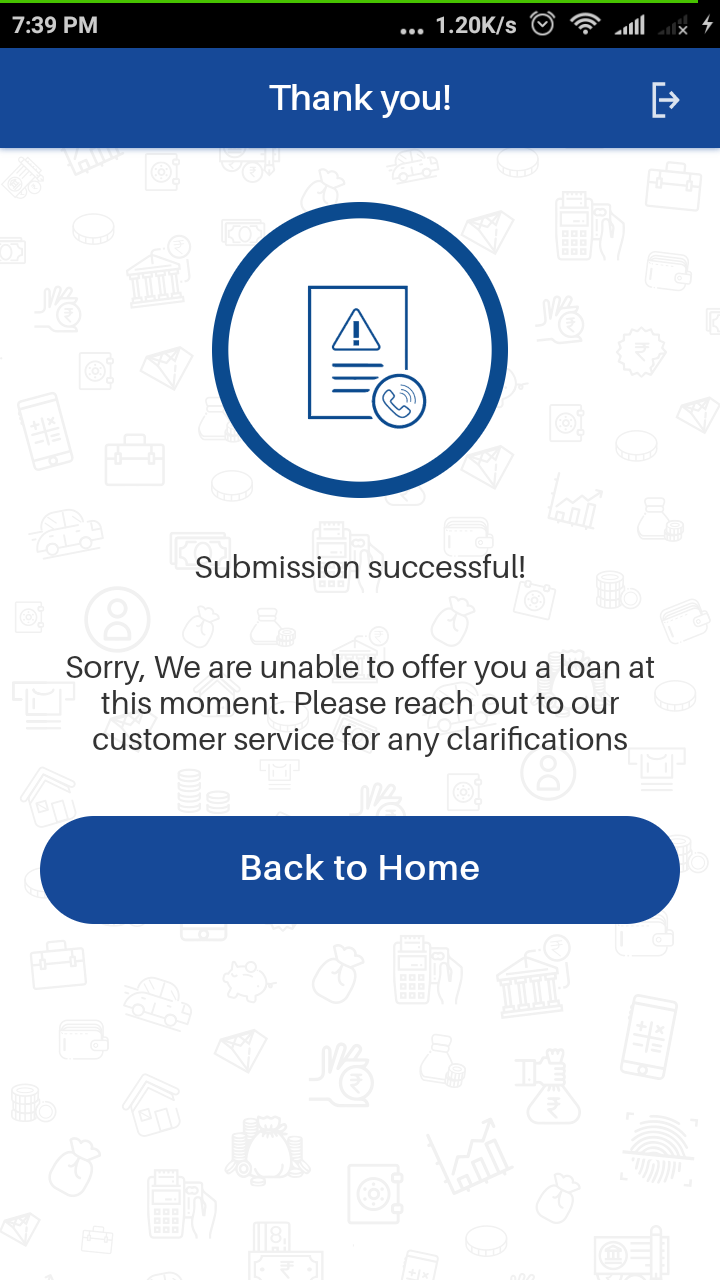 7:39 PM ... 1.20K/s
Thank you!
Submission successful!
Sorry, We are unable to offer you a loan at
this moment. Please reach out to our
customer service for any clarifications
Back to Home